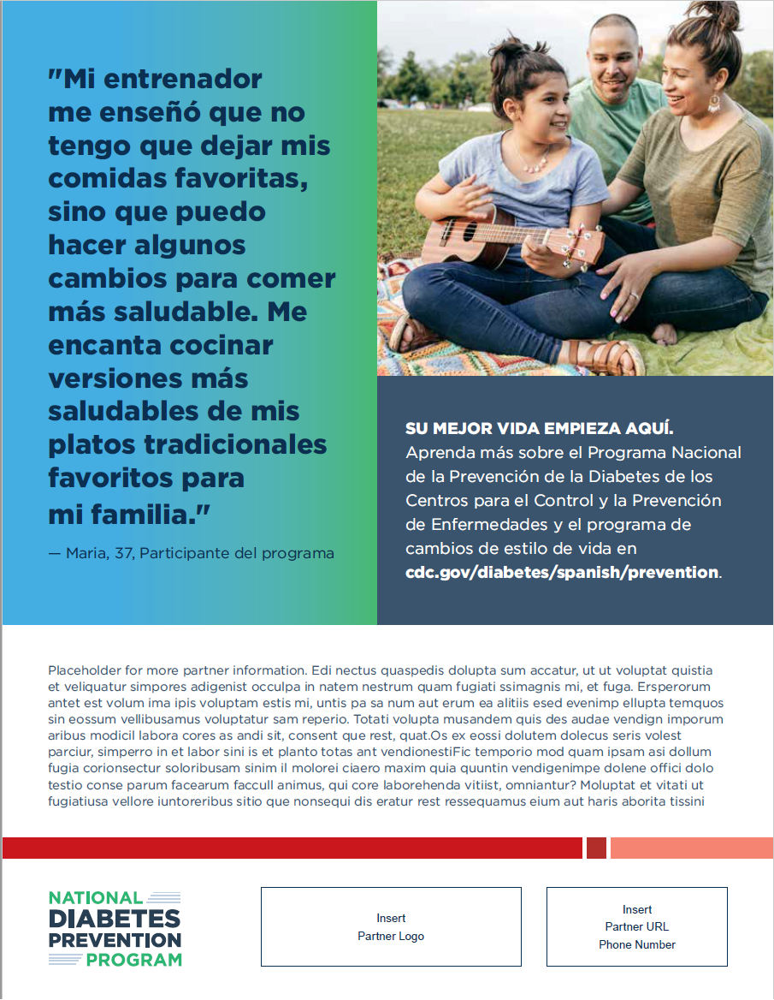 "Mi entrenador
me enseñó que no
tengo que dejar mis
comidas favoritas,
sino que puedo
hacer algunos
cambios para comer
más saludable. Me
encanta cocinar
versiones más
saludables de mis
platos tradicionales
favoritos para
mi familia."
— Maria, 37, Participante del programa
SU MEJOR VIDA EMPIEZA AQUÍ.
Aprenda más sobre el Programa Nacional
de la Prevención de la Diabetes de los
Centros para el Control y la Prevención
de Enfermedades y el programa de
cambios de estilo de vida en
cdc.gov/diabetes/spanish/prevention.
Placeholder for more partner information. Edi nectus quaspedis dolupta sum accatur, ut ut voluptat quistia
et veliquatur simpores adigenist occulpa in natem nestrum quam fugiati ssimagnis mi, et fuga. Ersperorum
antet est volum ima ipis voluptam estis mi, untis pa sa num aut erum ea alitiis esed evenimp ellupta temquos
sin eossum vellibusamus voluptatur sam reperio. Totati volupta musandem quis des audae vendign imporum
aribus modicil labora cores as andi sit, consent que rest, quat.Os ex eossi dolutem dolecus seris volest
parciur, simperro in et labor sini is et planto totas ant vendionestiFic temporio mod quam ipsam asi dollum
fugia corionsectur soloribusam sinim il molorei ciaero maxim quia quuntin vendigenimpe dolene offici dolo
testio conse parum facearum faccull animus, qui core laborehenda vitiist, omniantur? Moluptat et vitati ut
fugiatiusa vellore iuntoreribus sitio que nonsequi dis eratur rest ressequamus eium aut haris aborita tissini
NATIONAL
DIABETES
PREVENTION
PROGRAM
Insert
Partner Logo
Insert
Partner URL
Phone Number